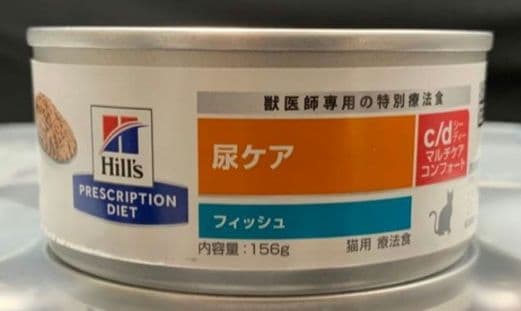 獣医師専用の特別療法食
Hill's
PRESCRIPTION
DIET
尿ケア
c/d シーディー
マルチケア
コンフォート
フィッシュ
内容量:156g
猫用 療法食